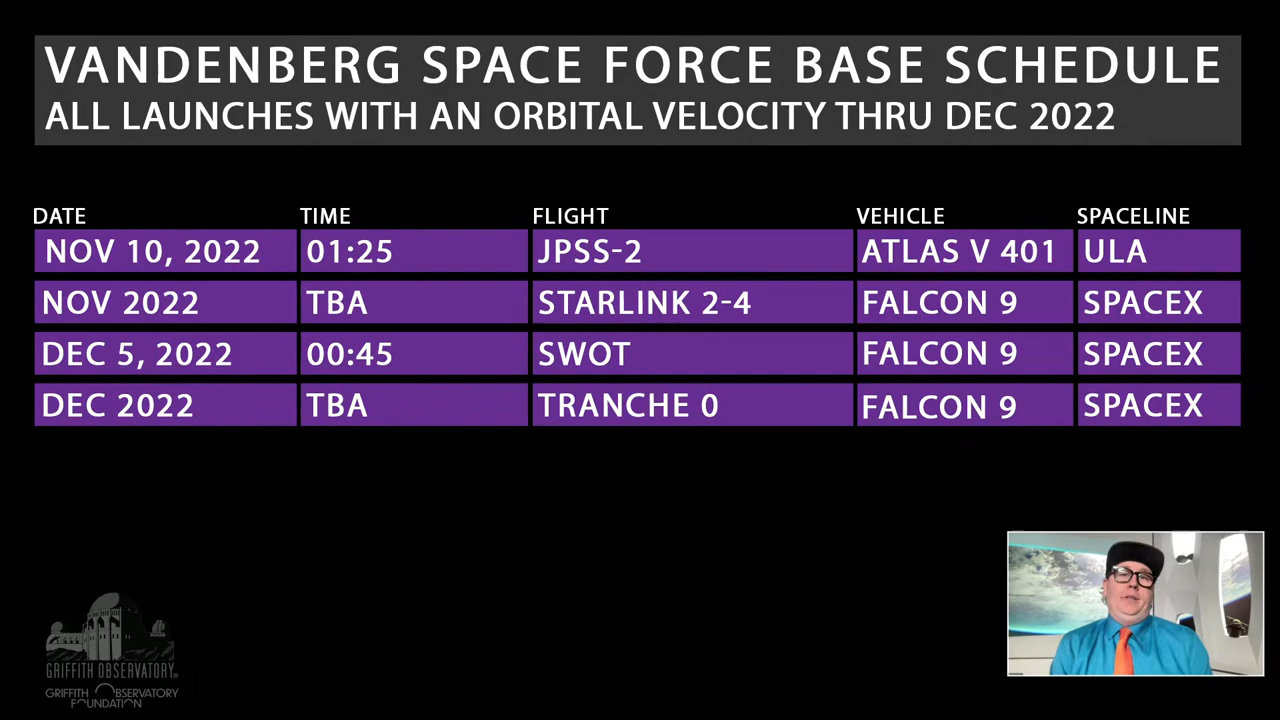 VANDENBERG SPACE FORCE BASE SCHEDULE
ALL LAUNCHES WITH AN ORBITAL VELOCITY THRU DEC 2022
DATE TIME FLIGHT VEHICLE SPACELINE
NOV 10, 2022 01:25 JPSS-2 ATLAS V 401 ULA
NOV 2022 TBA STARLINK 2-4 FALCON 9 SPACEX
DEC 5, 2022 00:45 SWOT FALCON 9 SPACEX
DEC 2022 TBA TRANCHE 0 FALCON 9 SPACEX
GRIFFITH OBSERVATORY®
GRIFFITH OBSERVATORY
FOUNDATION